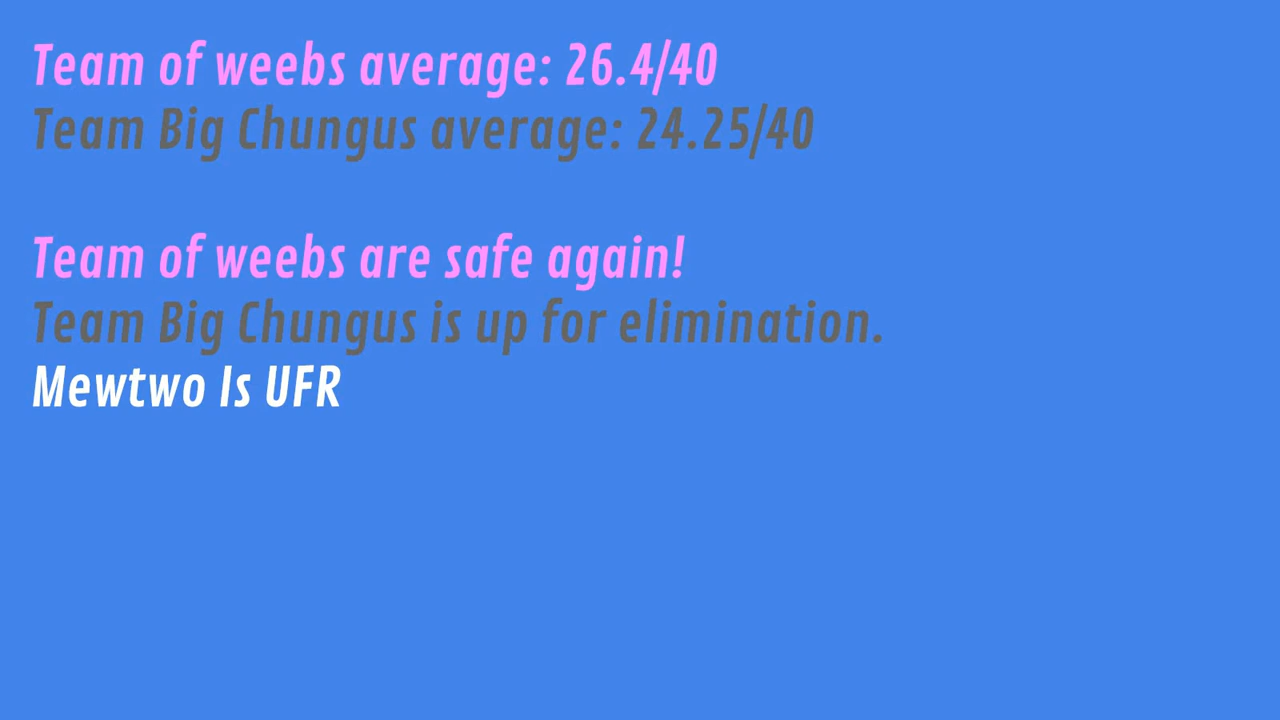 Team of weebs average: 26.4/40
Team Big Chungus average: 24.25/40
Team of weebs are safe again!
Team Big Chungus is up for elimination.
Mewtwo Is UFR